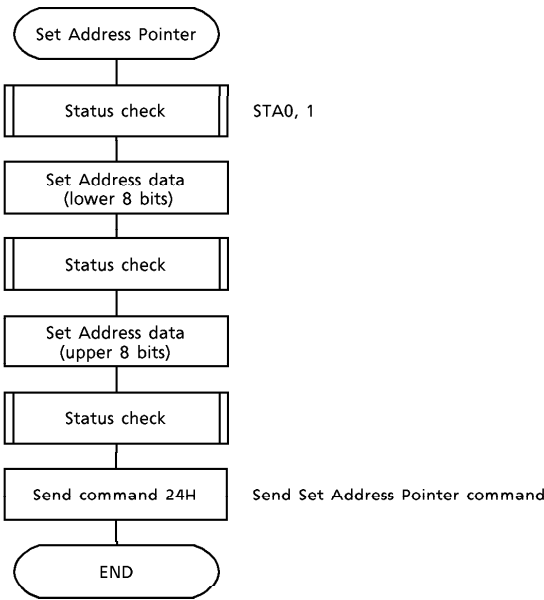 Set Address Pointer
Status check
STA0, 1
Set Address data
(lower 8 bits)
Status check
Set Address data
(upper 8 bits)
Status check
Send command 24H
Send Set Address Pointer command
END